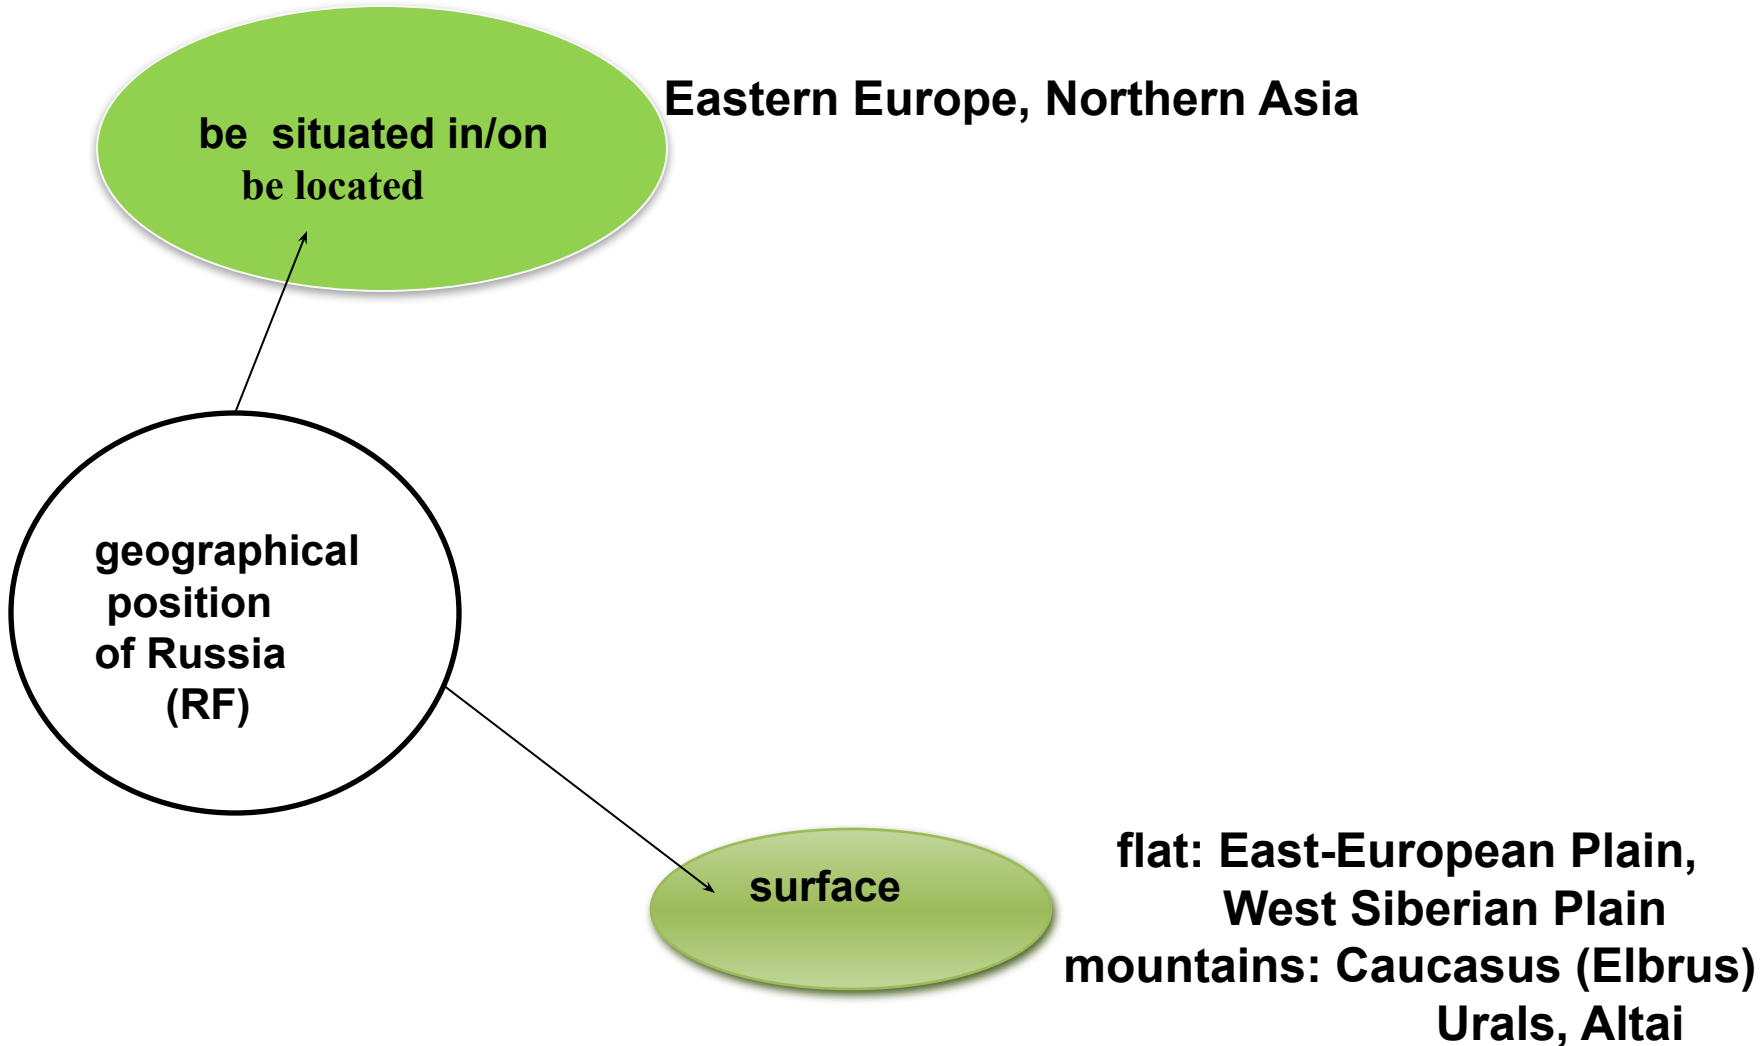 Eastern Europe, Northern Asia
be situated in/on
be located
geographical
position
of Russia
(RF)
surface
flat: East-European Plain,
West Siberian Plain
mountains: Caucasus (Elbrus)
Urals, Altai